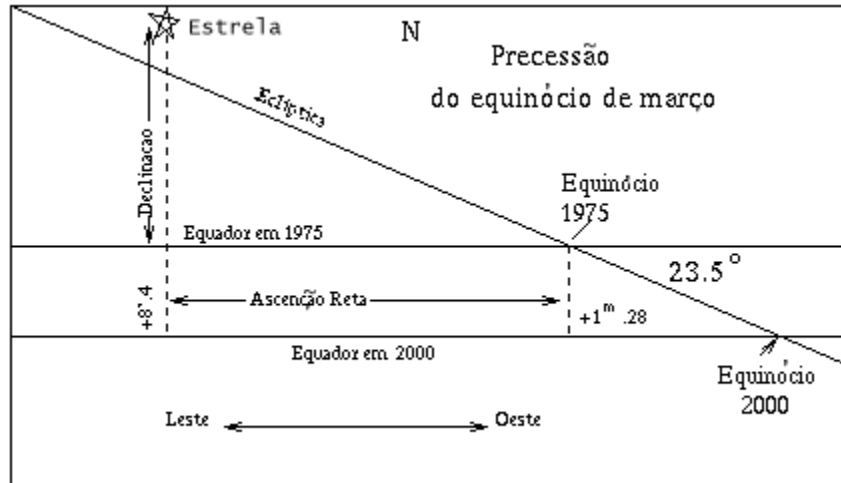 Estrela
N
Precessão
do equinócio de março
Eclíptica
Declinacao
Equinócio
1975
Equador em 1975
23.5°
+8'.4
Ascenção Reta
+1ᵐ .28
Equador em 2000
Equinócio
2000
Leste
Oeste